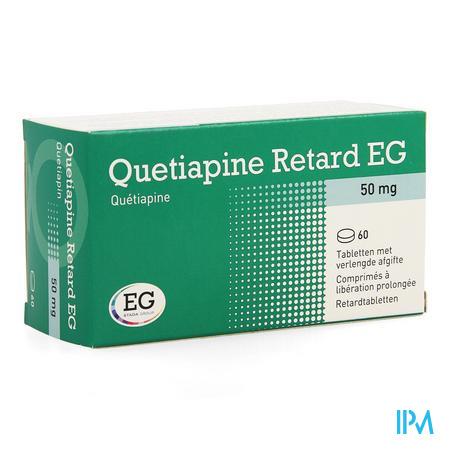 Quetiapine Retard EG
50 mg
Quétiapine
60
Tabletten met
verlengde afgifte
Comprimés à
libération prolongée
Retardtabletten
EG
STADA GROUP
Quetiapine Retard EG
Quetiapin
50 mg
60
IPM